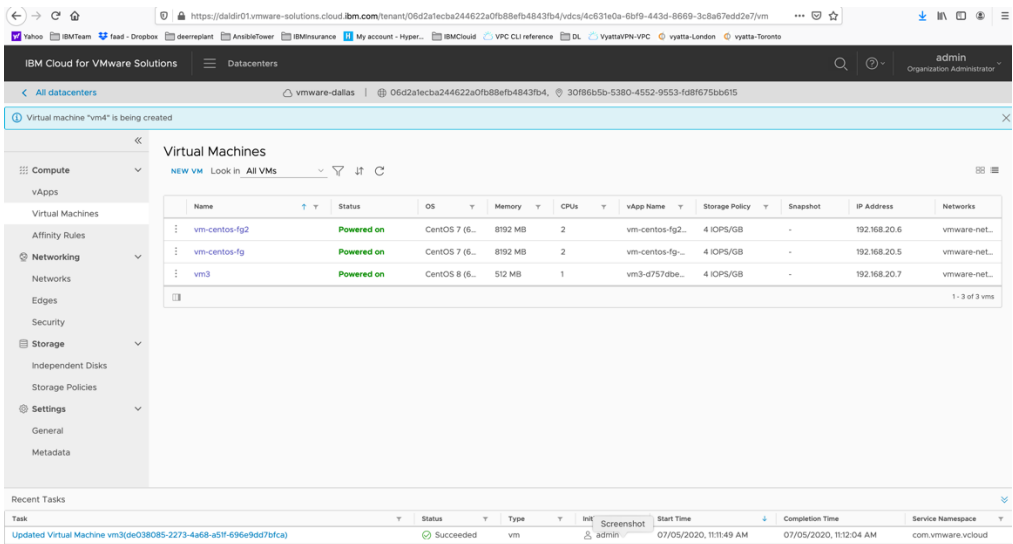 https://daldir01.vmware-solutions.cloud.ibm.com/tenant/06d2a1ecba244622a0fb88efb4843fb4/vdcs/4c631e0a-6bf9-443d-8669-3c8a67edd2e7/vm
Yahoo IBMTeam faad - Dropbox deerreplant AnsibleTower IBMInsurance My account - Hyper... IBMClouid VPC CLI reference DL VyattaVPN-VPC vyatta-London vyatta-Toronto
IBM Cloud for VMware Solutions Datacenters admin
Organization Administrator
All datacenters vmware-dallas | 06d2a1ecba244622a0fb88efb4843fb4, 30f86b5b-5380-4552-9553-fd8f675bb615
Virtual machine "vm4" is being created
Virtual Machines
NEW VM Look in All VMs
Compute
vApps
Virtual Machines
Affinity Rules
Networking
Networks
Edges
Security
Storage
Independent Disks
Storage Policies
Settings
General
Metadata
Name Status OS Memory CPUs vApp Name Storage Policy Snapshot IP Address Networks
vm-centos-fg2 Powered on CentOS 7 (6... 8192 MB 2 vm-centos-fg2... 4 IOPS/GB - 192.168.20.6 vmware-net...
vm-centos-fg Powered on CentOS 7 (6... 8192 MB 2 vm-centos-fg-... 4 IOPS/GB - 192.168.20.5 vmware-net...
vm3 Powered on CentOS 8 (6... 512 MB 1 vm3-d757dbe... 4 IOPS/GB - 192.168.20.7 vmware-net...
1 - 3 of 3 vms
Recent Tasks
Task Status Type Init Start Time Completion Time Service Namespace
Screenshot
Updated Virtual Machine vm3(de038085-2273-4a68-a51f-696e9dd7bfca) Succeeded vm admin 07/05/2020, 11:11:49 AM 07/05/2020, 11:12:04 AM com.vmware.vcloud